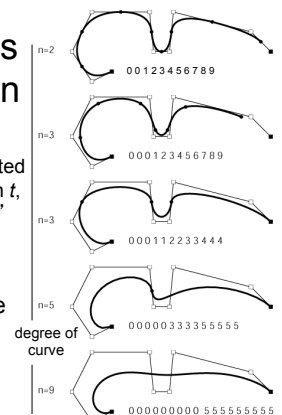 s
n=2
0 0 1 2 3 4 5 6 7 8 9
n
n=3
0 0 0 1 2 3 4 5 6 7 8 9
ted
n t,
”
n=3
0 0 0 1 1 2 2 3 3 4 4 4
e
n=5
0 0 0 0 0 3 3 3 3 5 5 5 5 5
degree of
curve
n=9
0 0 0 0 0 0 0 0 0 5 5 5 5 5 5 5 5 5